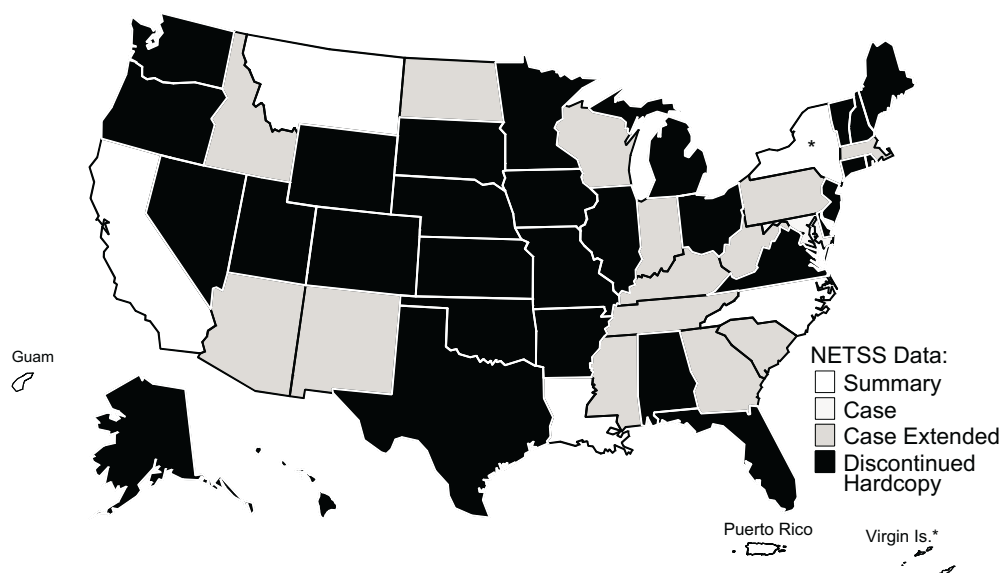 *
Guam
NETSS Data:
Summary
Case
Case Extended
Discontinued
Hardcopy
Puerto Rico
Virgin Is.*